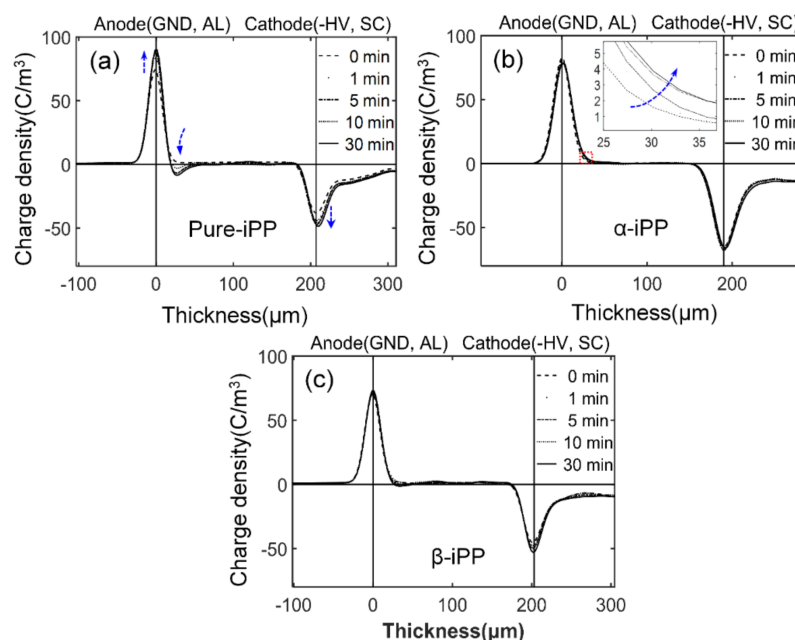 Anode(GND, AL) Cathode(-HV, SC)
(a)
0 min
1 min
5 min
10 min
30 min
100
50
0
-50
Charge density(C/m³)
Pure-iPP
-100 0 100 200 300
Thickness(μm)
Anode(GND, AL) Cathode(-HV, SC)
(b)
5
4
3
2
1
25 30 35
0 min
1 min
5 min
10 min
30 min
100
50
0
-50
Charge density(C/m³)
α-iPP
-100 0 100 200
Thickness(μm)
Anode(GND, AL) Cathode(-HV, SC)
(c)
0 min
1 min
5 min
10 min
30 min
100
50
0
-50
-100
Charge density(C/m³)
β-iPP
-100 0 100 200 300
Thickness(μm)